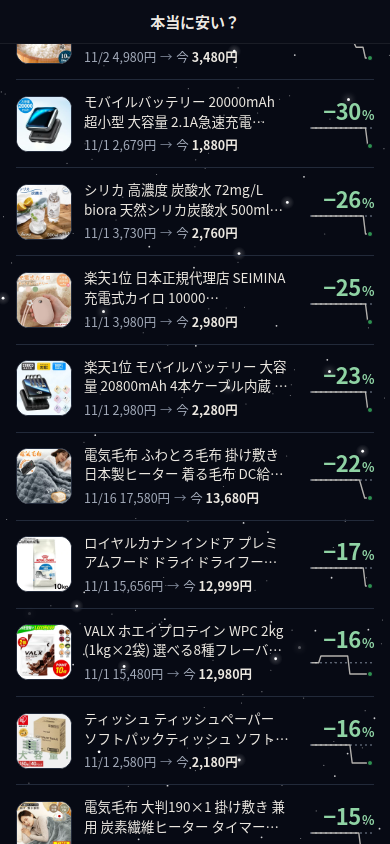 本当に安い?
11/2 4,980円 → 今 3,480円
モバイルバッテリー 20000mAh
超小型 大容量 2.1A急速充電…
11/1 2,679円 → 今 1,880円
−30%
シリカ 高濃度 炭酸水 72mg/L
biora 天然シリカ炭酸水 500ml…
11/1 3,730円 → 今 2,760円
−26%
楽天1位 日本正規代理店 SEIMINA
充電式カイロ 10000…
11/1 3,980円 → 今 2,980円
−25%
楽天1位 モバイルバッテリー 大容
量 20800mAh 4本ケーブル内蔵 …
11/1 2,980円 → 今 2,280円
−23%
電気毛布 ふわとろ毛布 掛け敷き
日本製ヒーター 着る毛布 DC給…
11/16 17,580円 → 今 13,680円
−22%
ロイヤルカナン インドア プレミ
アムフード ドライ ドライフー…
11/1 15,656円 → 今 12,999円
−17%
VALX ホエイプロテイン WPC 2kg
(1kg×2袋) 選べる8種フレーバ…
11/1 15,480円 → 今 12,980円
−16%
ティッシュ ティッシュペーパー
ソフトパックティッシュ ソフト…
11/1 2,580円 → 今 2,180円
−16%
電気毛布 大判190×1 掛け敷き 兼
用 炭素繊維ヒーター タイマー…
−15%